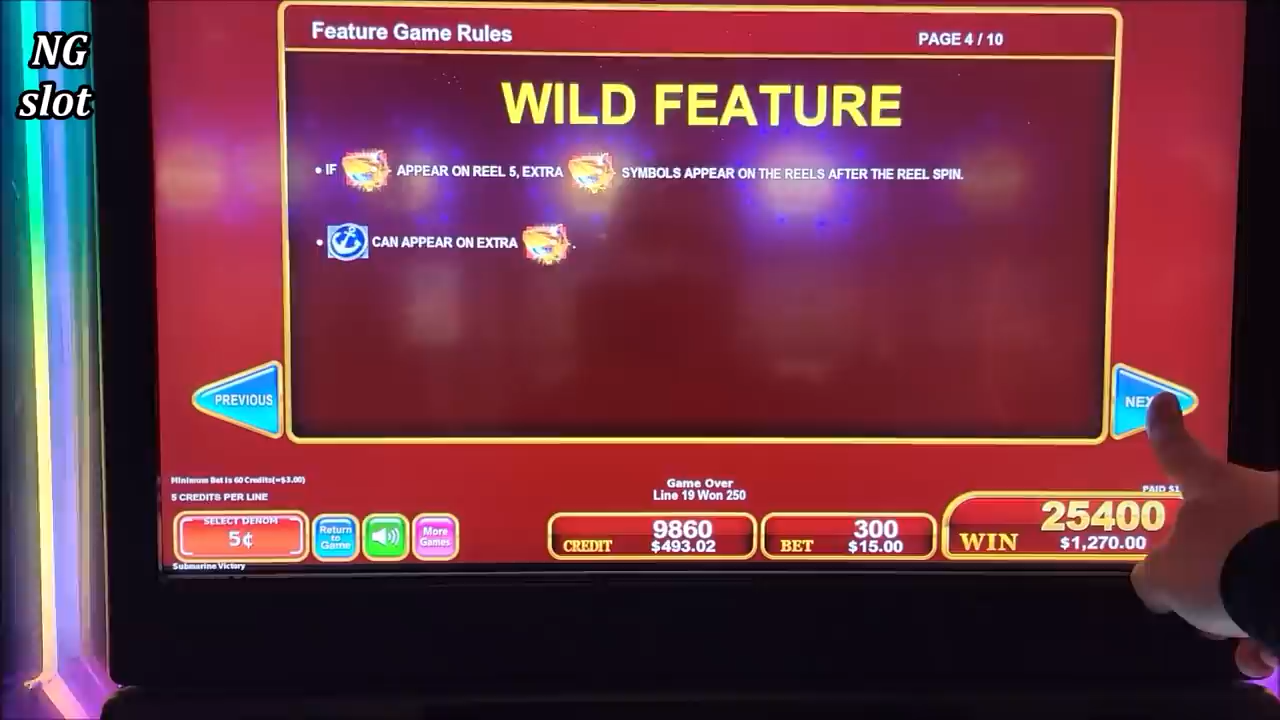 NG
slot
Feature Game Rules
PAGE 4 / 10
WILD FEATURE
• IF APPEAR ON REEL 5, EXTRA SYMBOLS APPEAR ON THE REELS AFTER THE REEL SPIN.
• CAN APPEAR ON EXTRA .
PREVIOUS
Minimum Bet is 60 Credits(=$3.00)
5 CREDITS PER LINE
Game Over
Line 19 Won 250
SELECT DENOM
5¢
Return
to
Game
More
Games
CREDIT
9860
$493.02
BET
300
$15.00
PAID
WIN
25400
$1,270.00
Submarine Victory